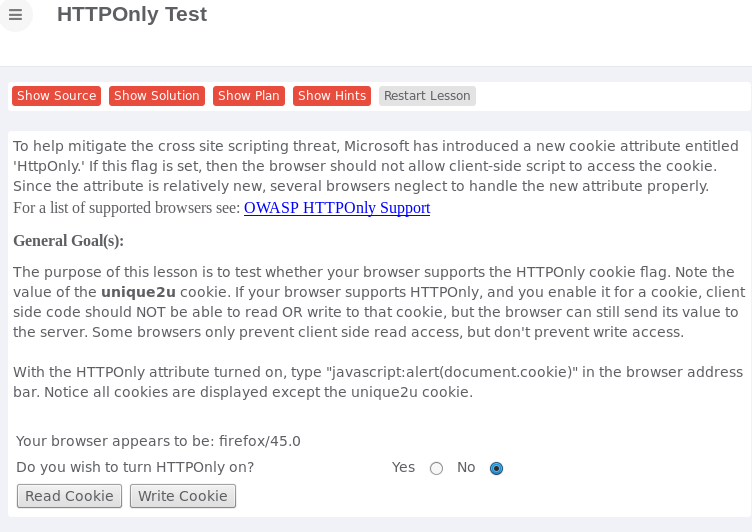 HTTPOnly Test
Show Source Show Solution Show Plan Show Hints Restart Lesson
To help mitigate the cross site scripting threat, Microsoft has introduced a new cookie attribute entitled
'HttpOnly.' If this flag is set, then the browser should not allow client-side script to access the cookie.
Since the attribute is relatively new, several browsers neglect to handle the new attribute properly.
For a list of supported browsers see: OWASP HTTPOnly Support
General Goal(s):
The purpose of this lesson is to test whether your browser supports the HTTPOnly cookie flag. Note the
value of the unique2u cookie. If your browser supports HTTPOnly, and you enable it for a cookie, client
side code should NOT be able to read OR write to that cookie, but the browser can still send its value to
the server. Some browsers only prevent client side read access, but don't prevent write access.
With the HTTPOnly attribute turned on, type "javascript:alert(document.cookie)" in the browser address
bar. Notice all cookies are displayed except the unique2u cookie.
Your browser appears to be: firefox/45.0
Do you wish to turn HTTPOnly on? Yes No
Read Cookie Write Cookie